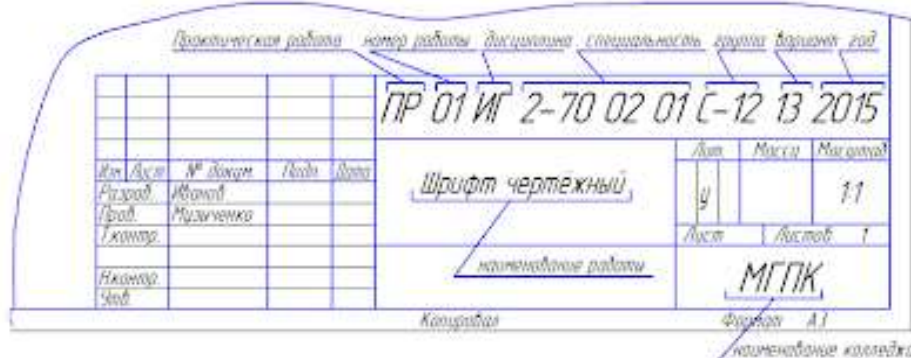 Практическая работа номер работы дисциплина специальность группа вариант год
ПР 01 ИГ 2-70 02 01 С-12 13 2015
Лит. Масса Масштаб
Изм. Лист № докум. Подп. Дата
Разраб. Иванов
Шрифт чертежный
у 1:1
Пров. Музыченко
Т.контр.
Лист Листов 1
наименование работы
Н.контр.
МГПК
Утв.
Копировал Формат А3
наименование колледжа